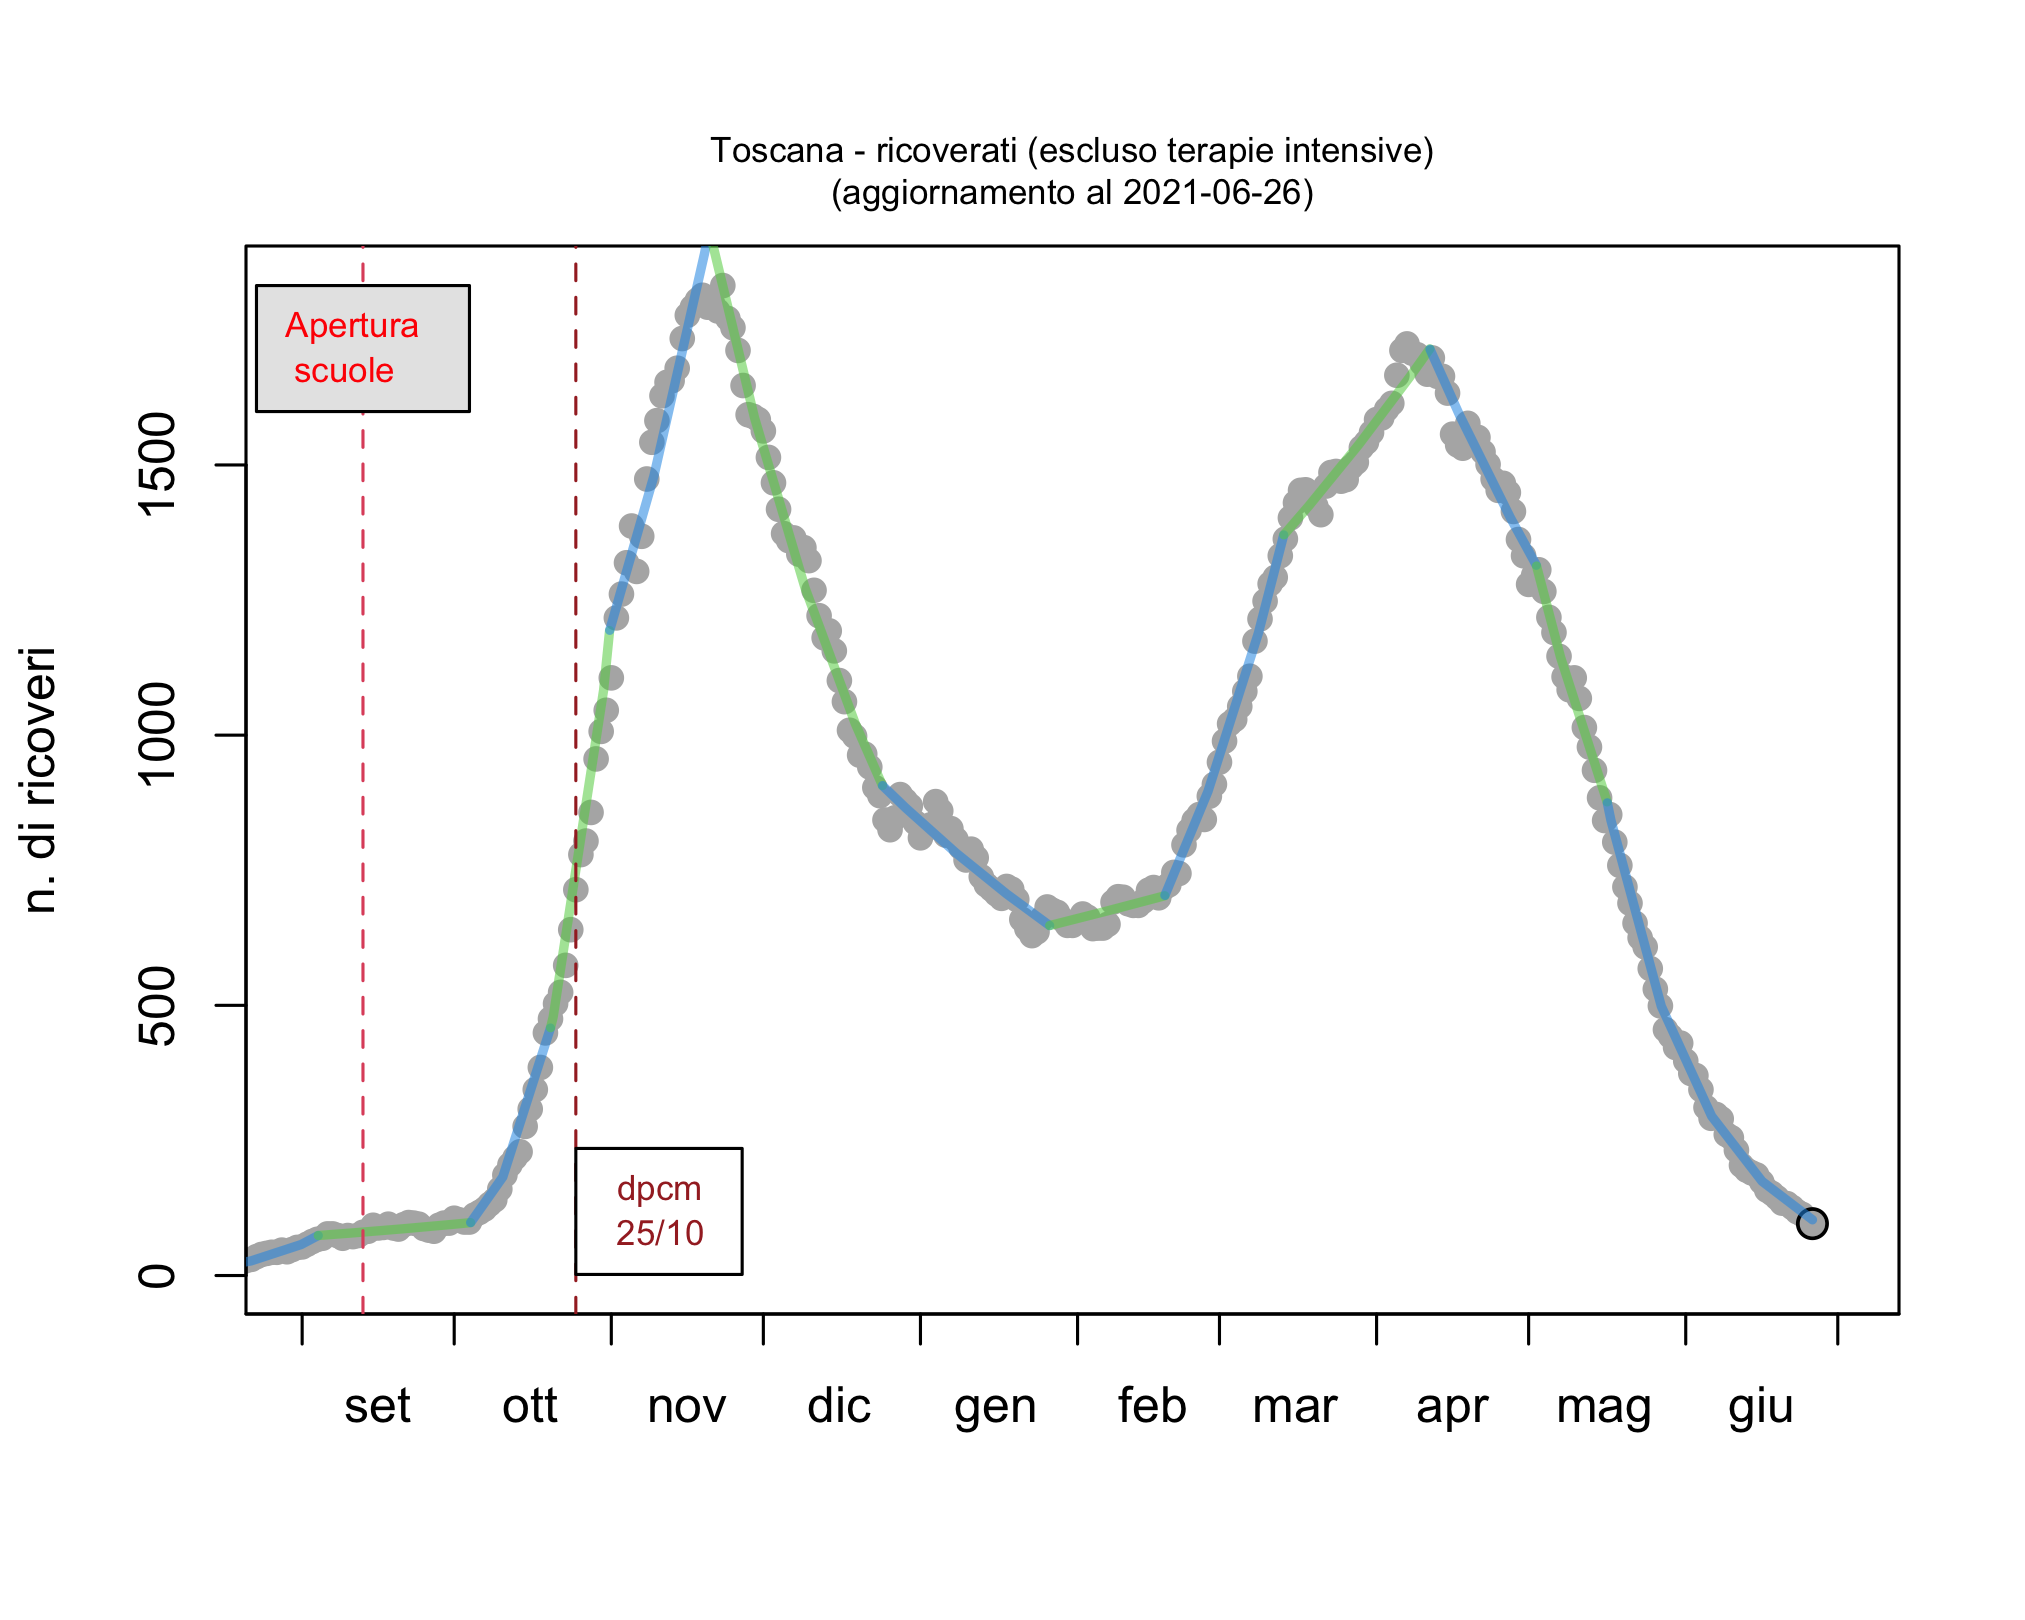 Toscana - ricoverati (escluso terapie intensive)
(aggiornamento al 2021-06-26)
Apertura
scuole
n. di ricoveri
1500
1000
500
0
dpcm
25/10
set ott nov dic gen feb mar apr mag giu